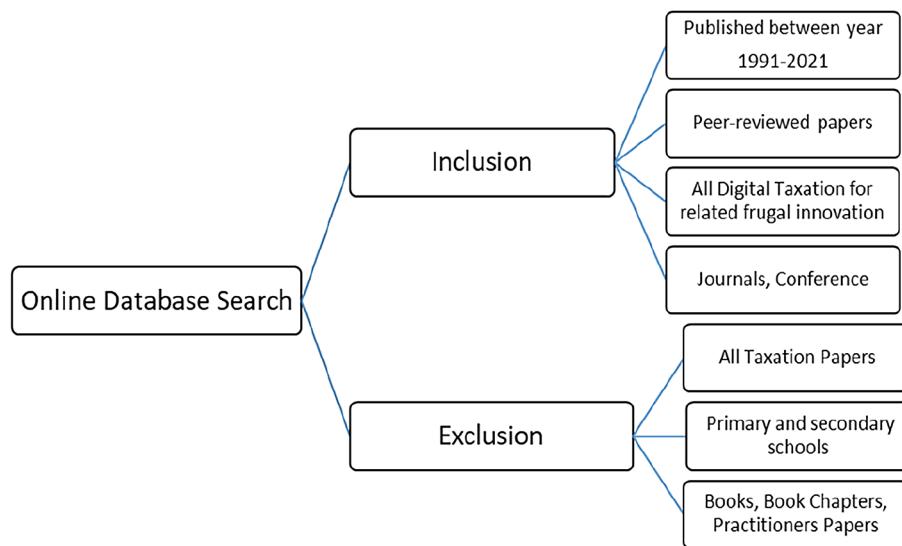 Published between year
1991-2021
Peer-reviewed papers
Inclusion
All Digital Taxation for
related frugal innovation
Journals, Conference
Online Database Search
All Taxation Papers
Exclusion
Primary and secondary
schools
Books, Book Chapters,
Practitioners Papers